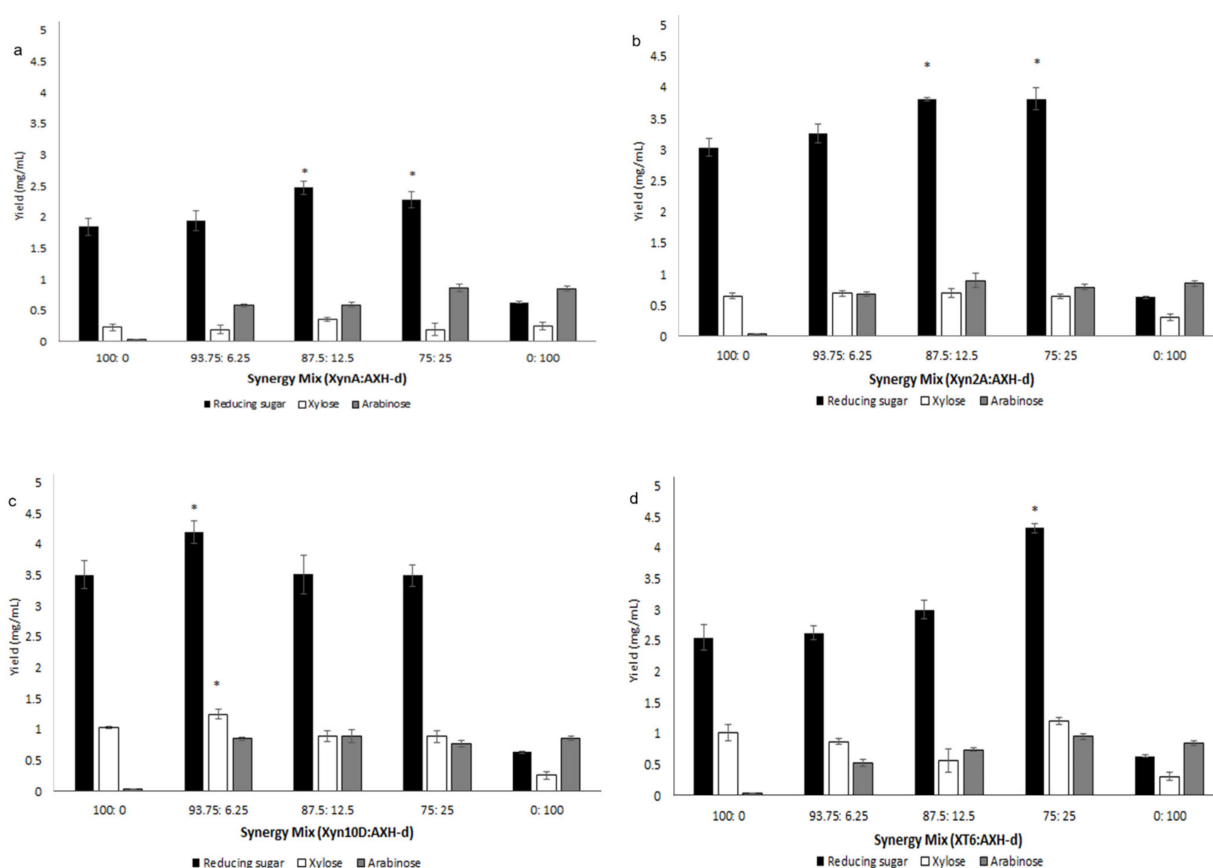 a
5
4.5
4
3.5
3
2.5
2
1.5
1
0.5
0
Yield (mg/mL)
* *
100: 0 93.75: 6.25 87.5: 12.5 75: 25 0: 100
Synergy Mix (XynA:AXH-d)
Reducing sugar Xylose Arabinose
b
5
4.5
4
3.5
3
2.5
2
1.5
1
0.5
0
Yield (mg/mL)
* *
100: 0 93.75: 6.25 87.5: 12.5 75: 25 0: 100
Synergy Mix (Xyn2A:AXH-d)
Reducing sugar Xylose Arabinose
c
5
4.5
4
3.5
3
2.5
2
1.5
1
0.5
0
Yield (mg/mL)
*
*
100: 0 93.75: 6.25 87.5: 12.5 75: 25 0: 100
Synergy Mix (Xyn10D:AXH-d)
Reducing sugar Xylose Arabinose
d
5
4.5
4
3.5
3
2.5
2
1.5
1
0.5
0
Yield (mg/mL)
*
100: 0 93.75: 6.25 87.5: 12.5 75: 25 0: 100
Synergy Mix (XT6:AXH-d)
Reducing sugar Xylose Arabinose